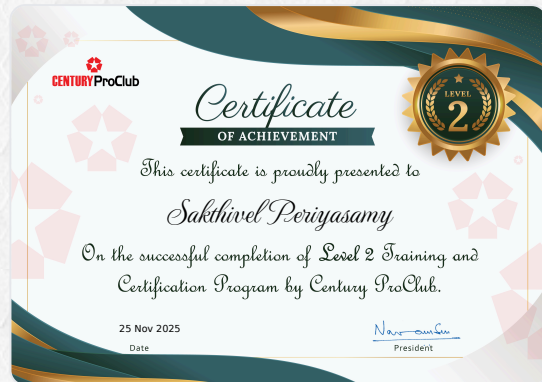 CENTURY ProClub
Certificate
OF ACHIEVEMENT
LEVEL
2
This certificate is proudly presented to
Sakthivel Periyasamy
On the successful completion of Level 2 Training and
Certification Program by Century ProClub.
25 Nov 2025
Date
President